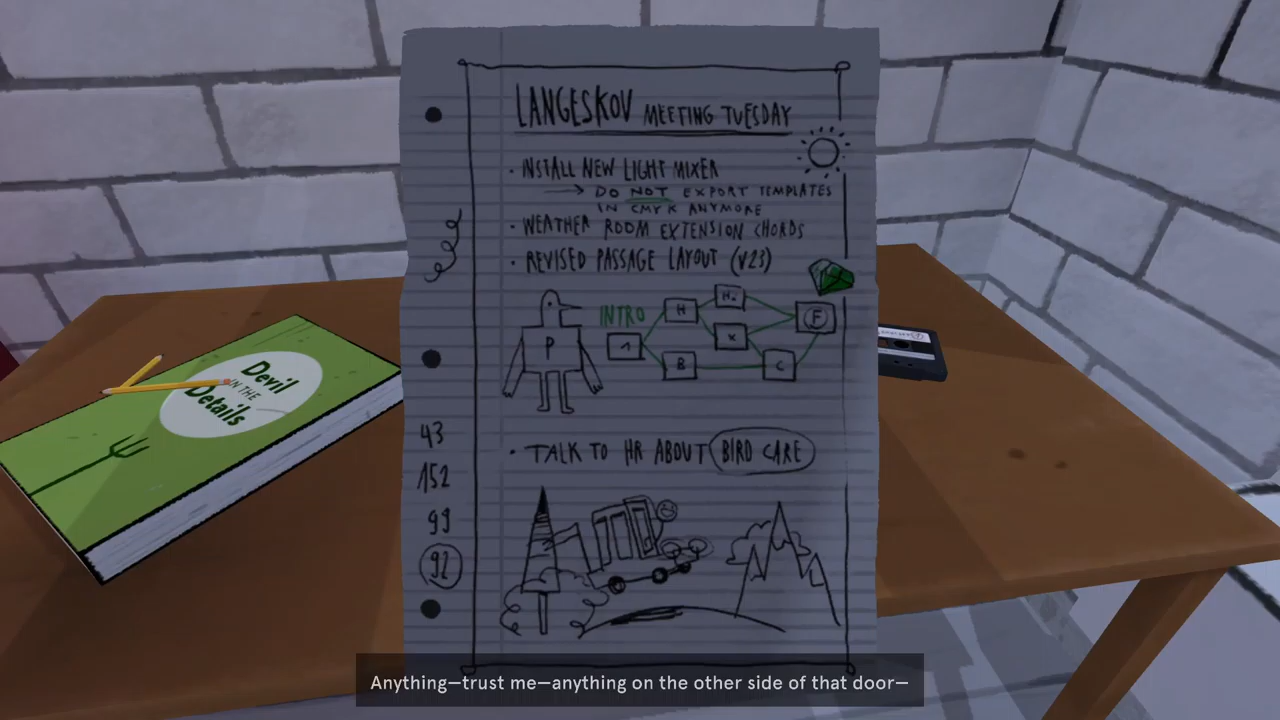 LANGESKOV MEETING TUESDAY
· INSTALL NEW LIGHT MIXER
→ DO NOT EXPORT TEMPLATES
IN CMYK ANYMORE
· WEATHER ROOM EXTENSION CHORDS
· REVISED PASSAGE LAYOUT (V23)
INTRO
P
1
H
H2
B
X
C
F
43
152
99
92
· TALK TO HR ABOUT BIRD CARE
Devil
IN THE
Details
Anything—trust me—anything on the other side of that door—